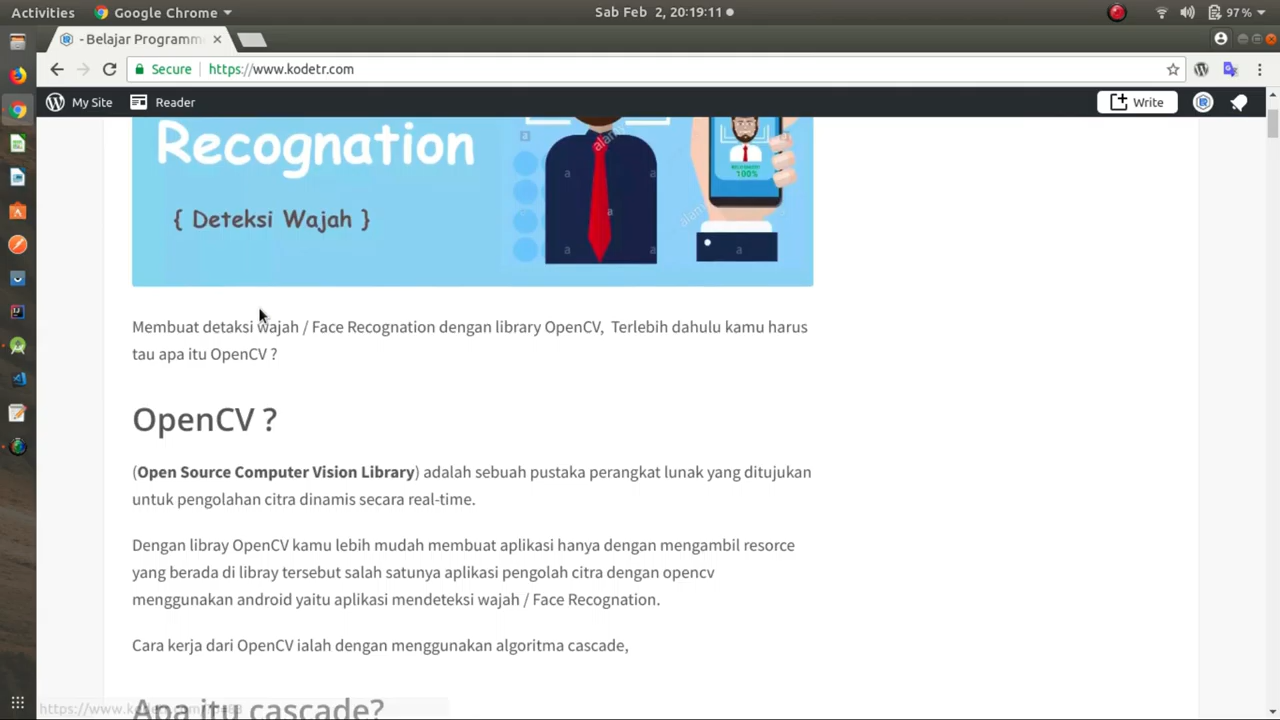 Activities Google Chrome Sab Feb 2, 20:19:11 97%
- Belajar Programm
Secure https://www.kodetr.com
My Site Reader Write
Recognation
100%
{ Deteksi Wajah }
Membuat detaksi wajah / Face Recognation dengan library OpenCV, Terlebih dahulu kamu harus
tau apa itu OpenCV ?
OpenCV ?
(Open Source Computer Vision Library) adalah sebuah pustaka perangkat lunak yang ditujukan
untuk pengolahan citra dinamis secara real-time.
Dengan libray OpenCV kamu lebih mudah membuat aplikasi hanya dengan mengambil resorce
yang berada di libray tersebut salah satunya aplikasi pengolah citra dengan opencv
menggunakan android yaitu aplikasi mendeteksi wajah / Face Recognation.
Cara kerja dari OpenCV ialah dengan menggunakan algoritma cascade,
Apa itu cascade?